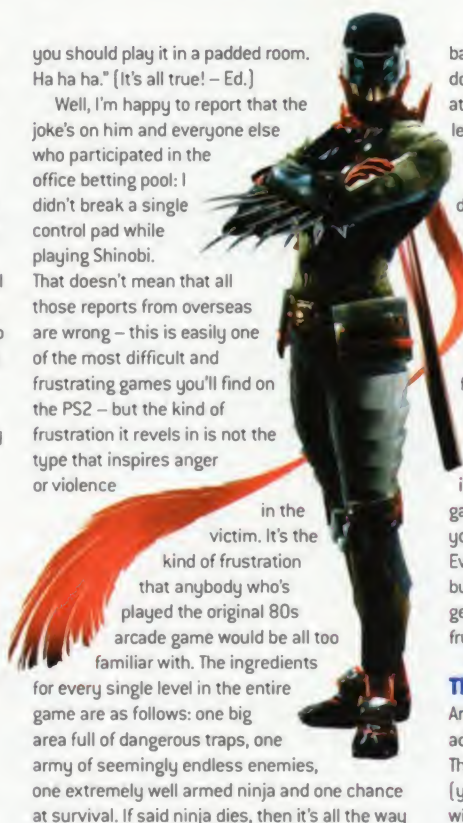 you should play it in a padded room.
Ha ha ha." (It's all true! – Ed.)
Well, I'm happy to report that the
joke's on him and everyone else
who participated in the
office betting pool: I
didn't break a single
control pad while
playing Shinobi.
That doesn't mean that all
those reports from overseas
are wrong – this is easily one
of the most difficult and
frustrating games you'll find on
the PS2 – but the kind of
frustration it revels in is not the
type that inspires anger
or violence
in the
victim. It's the
kind of frustration
that anybody who's
played the original 80s
arcade game would be all too
familiar with. The ingredients
for every single level in the entire
game are as follows: one big
area full of dangerous traps, one
army of seemingly endless enemies,
one extremely well armed ninja and one chance
at survival. If said ninja dies, then it's all the way